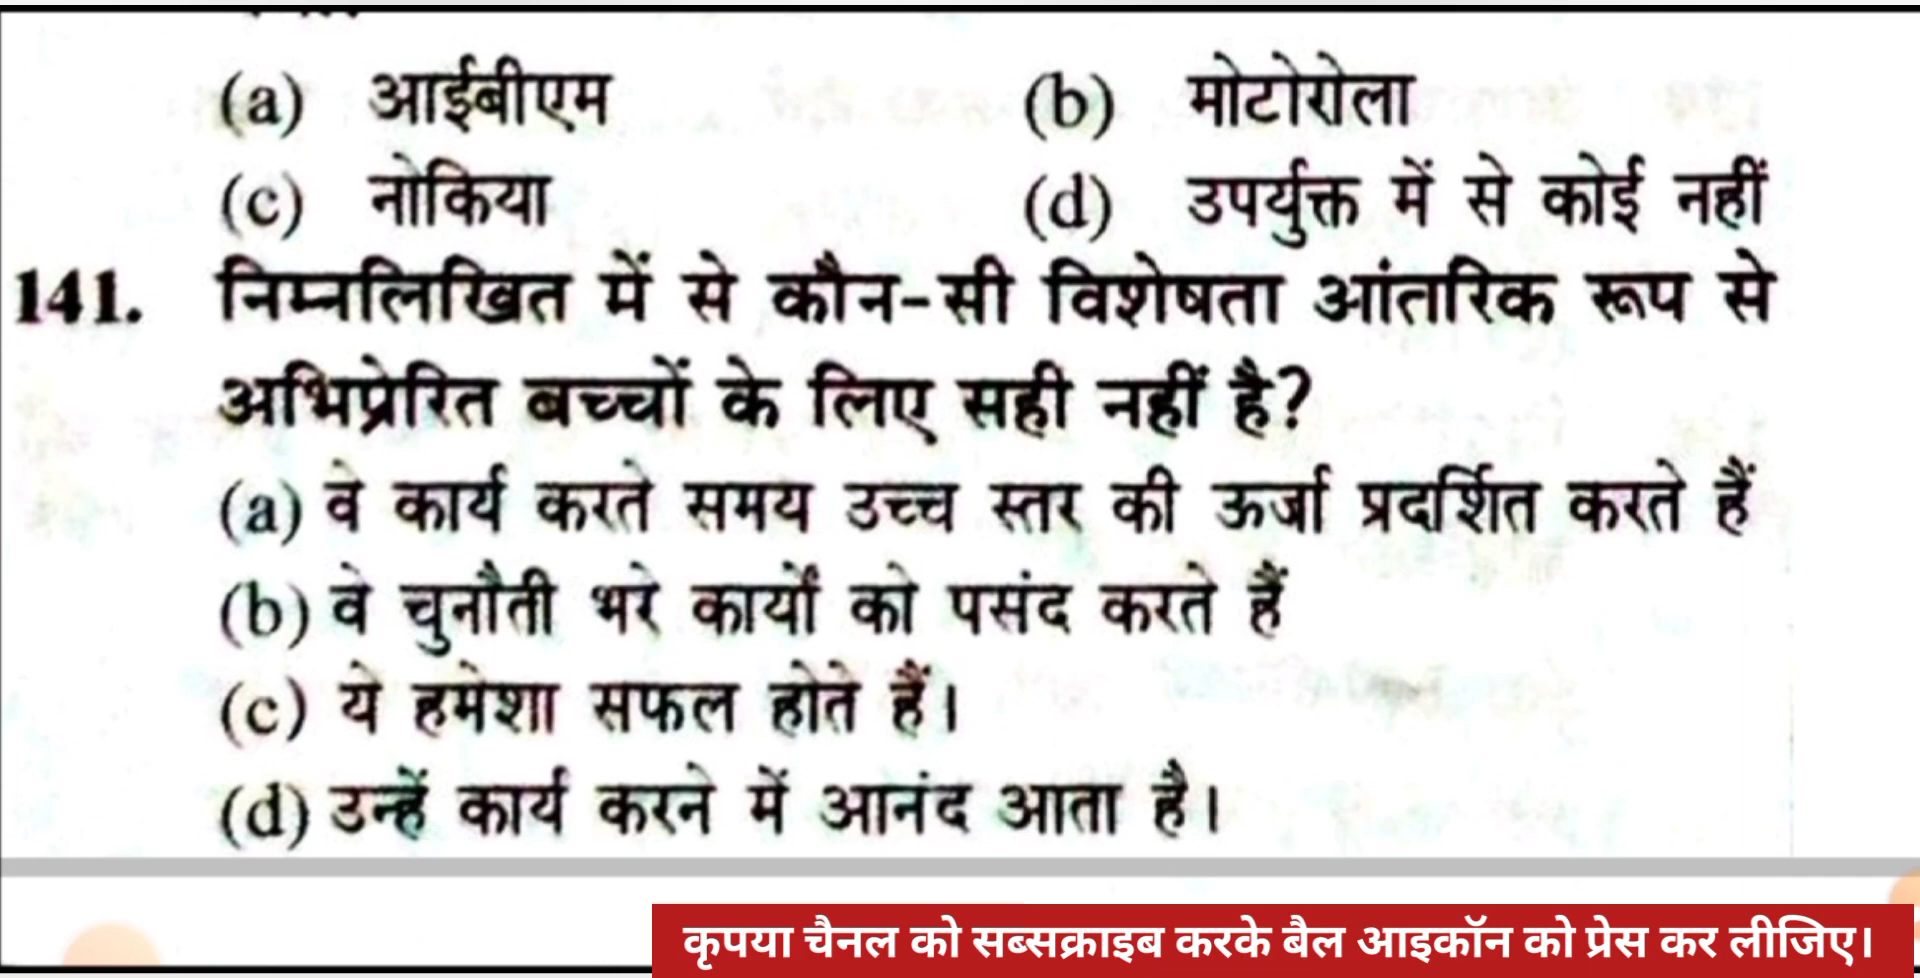 (a) आईबीएम (b) मोटोरोला
(c) नोकिया (d) उपर्युक्त में से कोई नहीं
141. निम्नलिखित में से कौन-सी विशेषता आंतरिक रूप से
अभिप्रेरित बच्चों के लिए सही नहीं है?
(a) वे कार्य करते समय उच्च स्तर की ऊर्जा प्रदर्शित करते हैं
(b) वे चुनौती भरे कार्यों को पसंद करते हैं
(c) ये हमेशा सफल होते हैं।
(d) उन्हें कार्य करने में आनंद आता है।
कृपया चैनल को सब्सक्राइब करके बैल आइकॉन को प्रेस कर लीजिए।